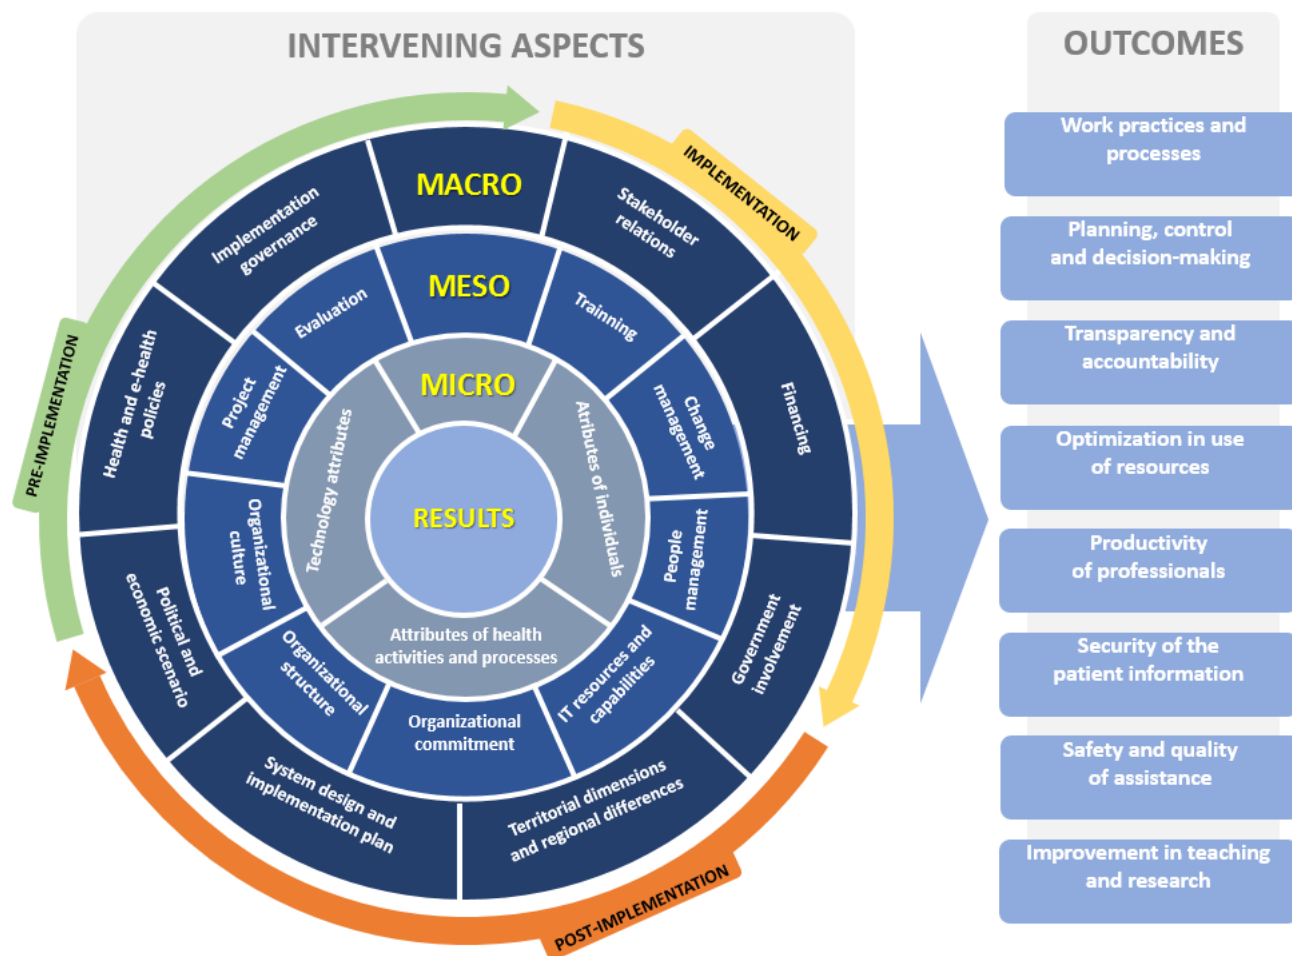 INTERVENING ASPECTS
OUTCOMES
PRE-IMPLEMENTATION
IMPLEMENTATION
POST-IMPLEMENTATION
MACRO
Stakeholder
relations
Financing
Government
involvement
Territorial dimensions
and regional differences
System design and
implementation plan
Political and
economic scenario
Health and e-health
policies
Implementation
governance
MESO
Trainning
Change
management
People
management
IT resources and
capabilities
Organizational
commitment
Organizational
structure
Organizational
culture
Project
management
Evaluation
MICRO
Atributes of individuals
Attributes of health
activities and processes
Technology attributes
RESULTS
Work practices and
processes
Planning, control
and decision-making
Transparency and
accountability
Optimization in use
of resources
Productivity
of professionals
Security of the
patient information
Safety and quality
of assistance
Improvement in teaching
and research